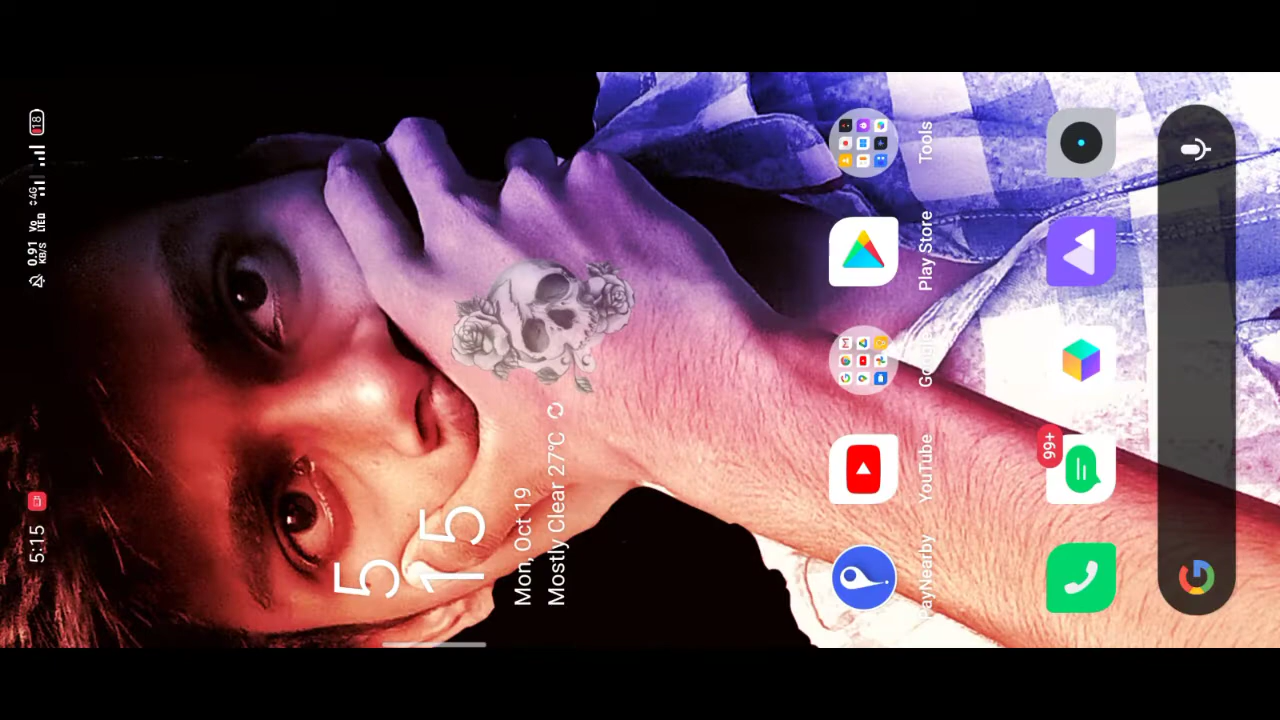 5:15
0.91
KB/S
Vo
LTE
4G
18
5
15
Mon, Oct 19
Mostly Clear 27°C
PayNearby
YouTube
Google
Play Store
Tools
99+